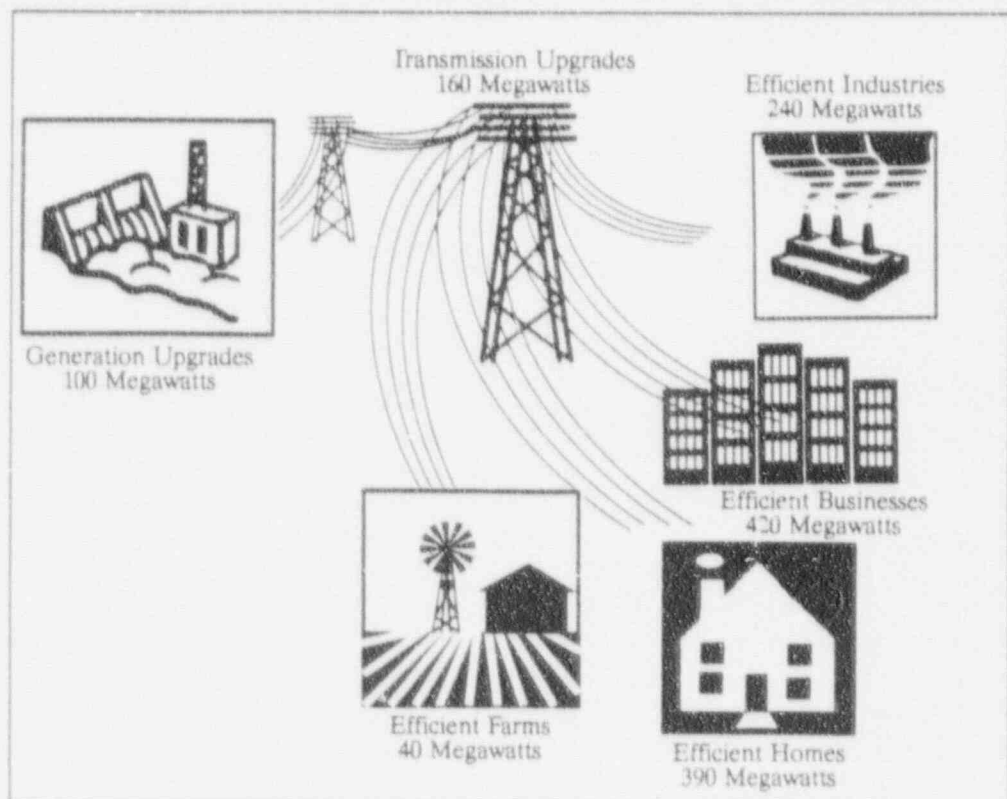 Transmission Upgrades
160 Megawatts
Efficient Industries
240 Megawatts
Generation Upgrades
100 Megawatts
Efficient Businesses
420 Megawatts
Efficient Farms
40 Megawatts
Efficient Homes
390 Megawatts